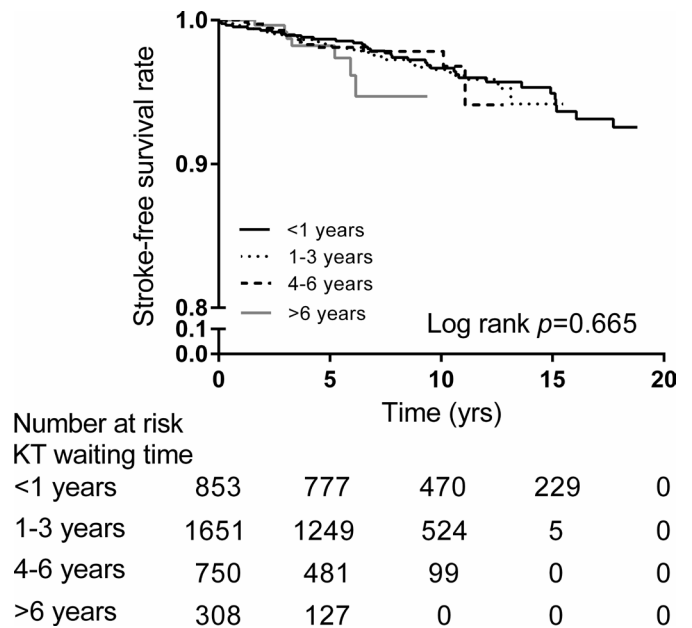 Stroke-free survival rate
1.0
0.9
0.8
0.1
0.0
<1 years
1-3 years
4-6 years
>6 years
Log rank p=0.665
0 5 10 15 20
Time (yrs)
Number at risk
KT waiting time
<1 years 853 777 470 229 0
1-3 years 1651 1249 524 5 0
4-6 years 750 481 99 0 0
>6 years 308 127 0 0 0